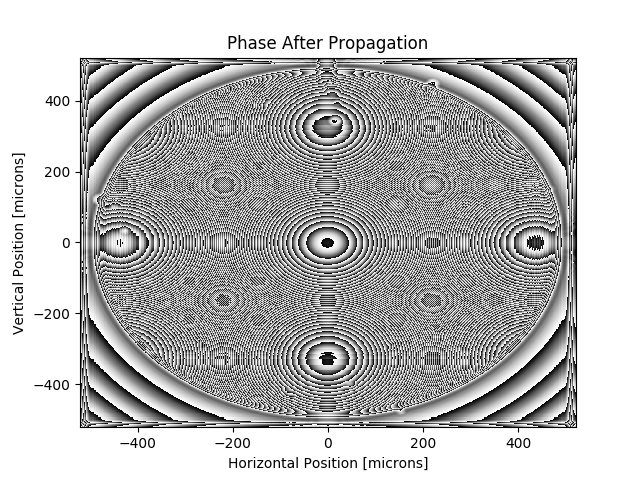 Phase After Propagation
400
200
0
−200
−400
Vertical Position [microns]
−400 −200 0 200 400
Horizontal Position [microns]